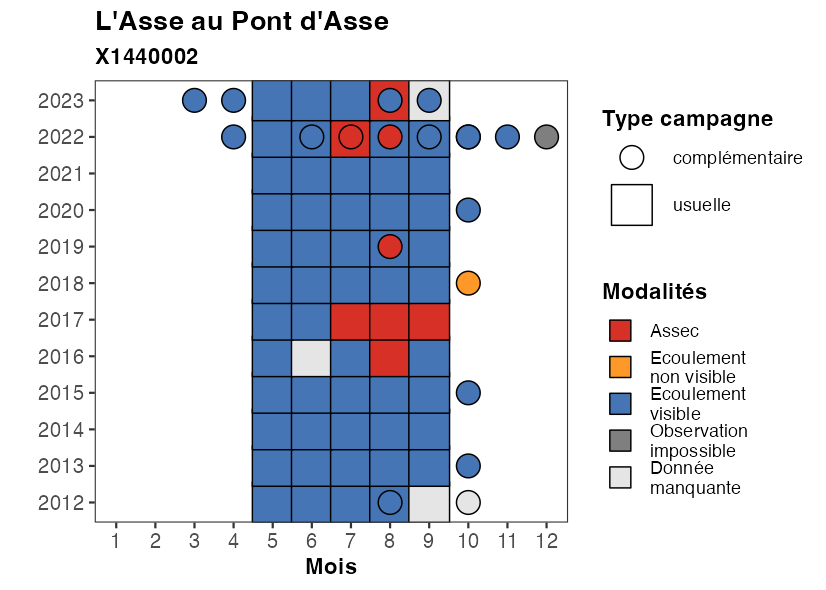 L'Asse au Pont d'Asse
X1440002
2023
2022
2021
2020
2019
2018
2017
2016
2015
2014
2013
2012
1 2 3 4 5 6 7 8 9 10 11 12
Mois
Type campagne
complémentaire
usuelle
Modalités
Assec
Ecoulement
non visible
Ecoulement
visible
Observation
impossible
Donnée
manquante